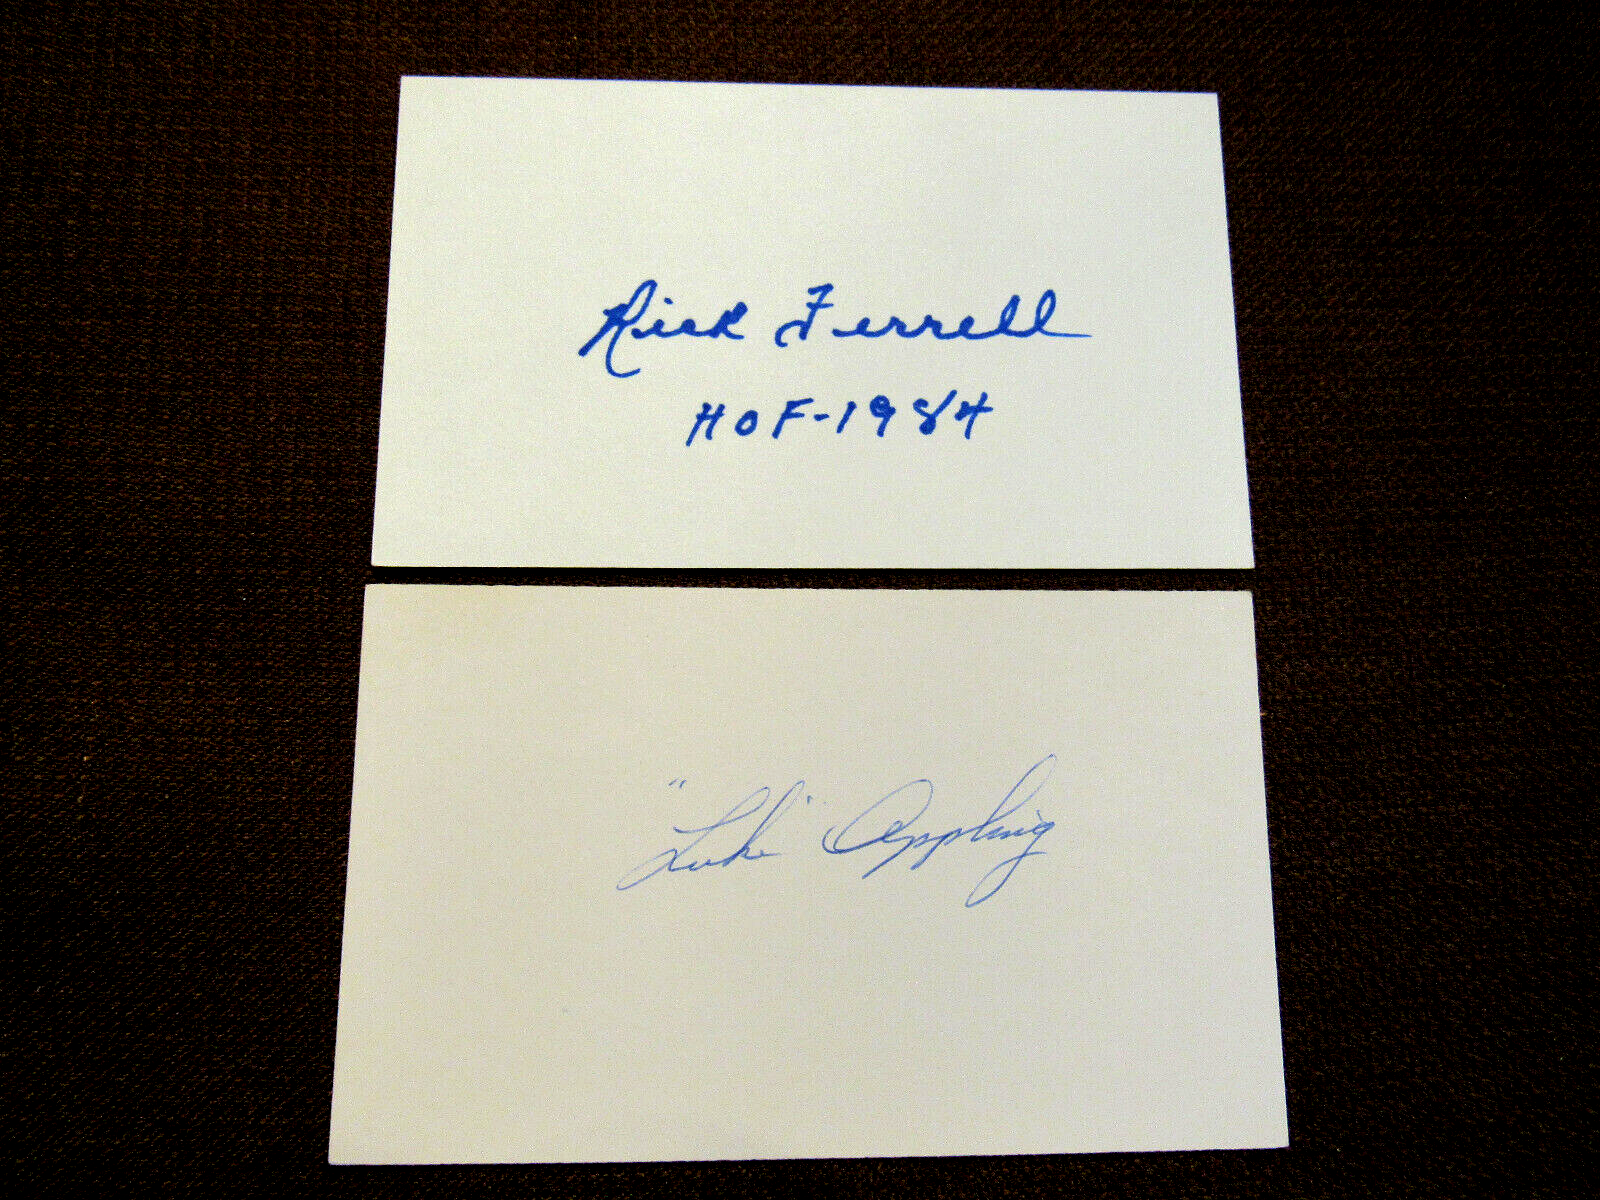 Rick Ferrell
HOF-1984
"Luke" Appling